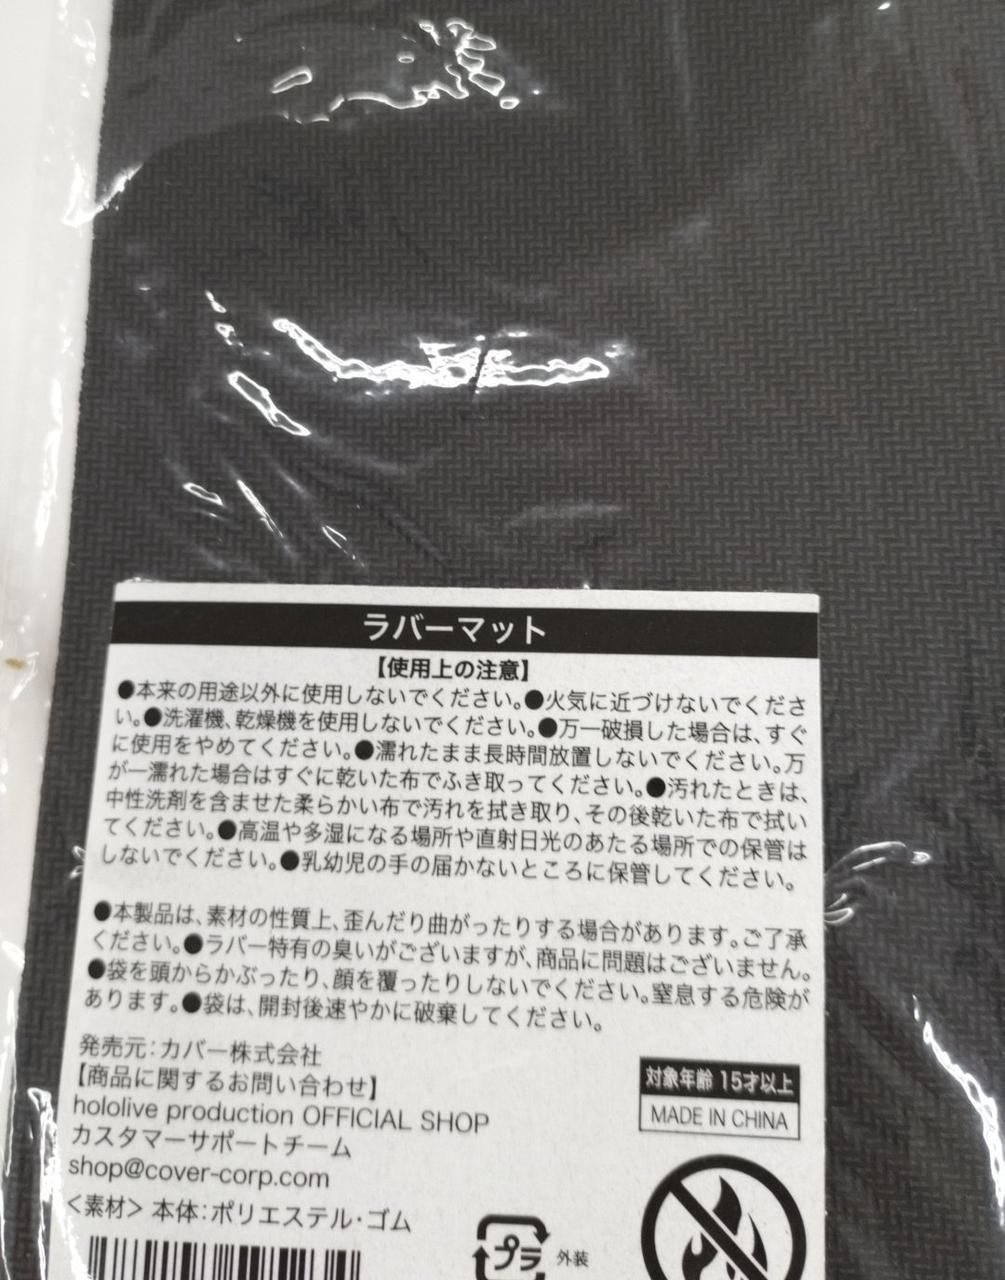 ラバーマット
【使用上の注意】
●本来の用途以外に使用しないでください。●火気に近づけないでくださ
い。●洗濯機、乾燥機を使用しないでください。●万一破損した場合は、すぐ
に使用をやめてください。●濡れたまま長時間放置しないでください。万
が一濡れた場合はすぐに乾いた布でふき取ってください。●汚れたときは、
中性洗剤を含ませた柔らかい布で汚れを拭き取り、その後乾いた布で拭い
てください。●高温や多湿になる場所や直射日光のあたる場所での保管は
しないでください。●乳幼児の手の届かないところに保管してください。
●本製品は、素材の性質上、歪んだり曲がったりする場合があります。ご了承
ください。●ラバー特有の臭いがございますが、商品に問題はございません。
●袋を頭からかぶったり、顔を覆ったりしないでください。窒息する危険が
あります。●袋は、開封後速やかに破棄してください。
発売元：カバー株式会社
【商品に関するお問い合わせ】
hololive production OFFICIAL SHOP
カスタマーサポートチーム
shop@cover-corp.com
＜素材＞ 本体：ポリエステル・ゴム
対象年齢 15才以上
MADE IN CHINA
プラ 外装